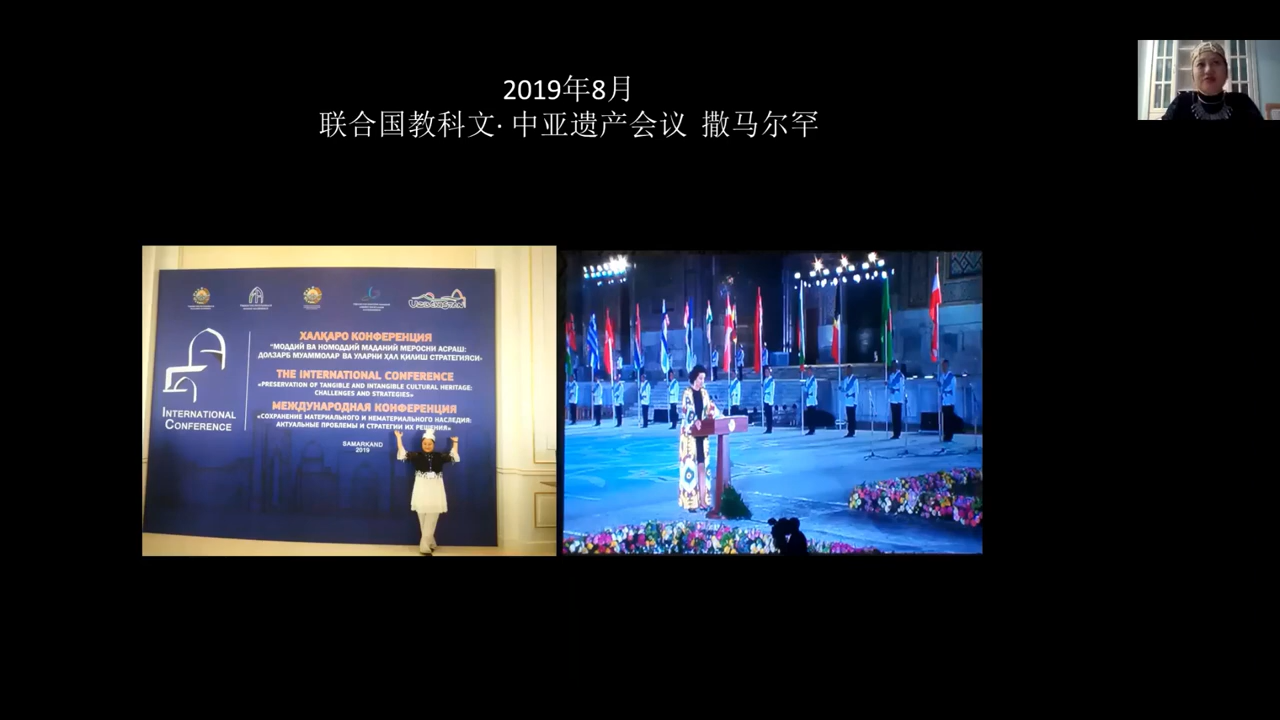 2019年8月
联合国教科文· 中亚遗产会议 撒马尔罕
UZBEKISTAN
ХАЛҚАРО КОНФЕРЕНЦИЯ
"МОДДИЙ ВА НОМОДДИЙ МАДАНИЙ МЕРОСНИ АСРАШ:
ДОЛЗАРБ МУАММОЛАР ВА УЛАРНИ ҲАЛ ҚИЛИШ СТРАТЕГИЯСИ»
THE INTERNATIONAL CONFERENCE
«PRESERVATION OF TANGIBLE AND INTANGIBLE CULTURAL HERITAGE:
CHALLENGES AND STRATEGIES»
МЕЖДУНАРОДНАЯ КОНФЕРЕНЦИЯ
«СОХРАНЕНИЕ МАТЕРИАЛЬНОГО И НЕМАТЕРИАЛЬНОГО НАСЛЕДИЯ:
АКТУАЛЬНЫЕ ПРОБЛЕМЫ И СТРАТЕГИИ ИХ РЕШЕНИЯ»
SAMARKAND
2019
INTERNATIONAL
CONFERENCE